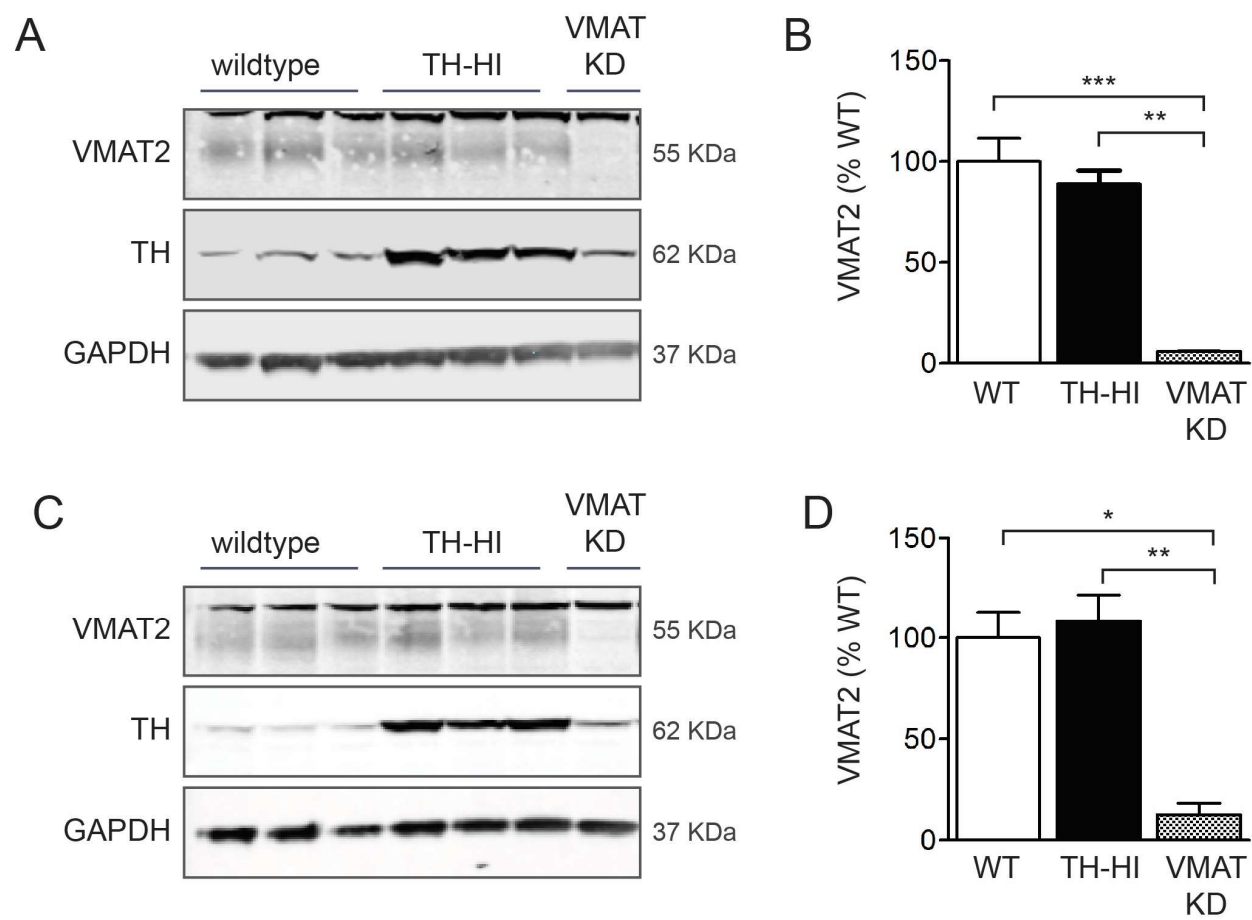 A
wildtype
TH-HI
VMAT
KD
VMAT2
55 KDa
TH
62 KDa
GAPDH
37 KDa
B
VMAT2 (% WT)
150
100
50
0
***
**
WT
TH-HI
VMAT
KD
C
wildtype
TH-HI
VMAT
KD
VMAT2
55 KDa
TH
62 KDa
GAPDH
37 KDa
D
VMAT2 (% WT)
150
100
50
0
*
**
WT
TH-HI
VMAT
KD